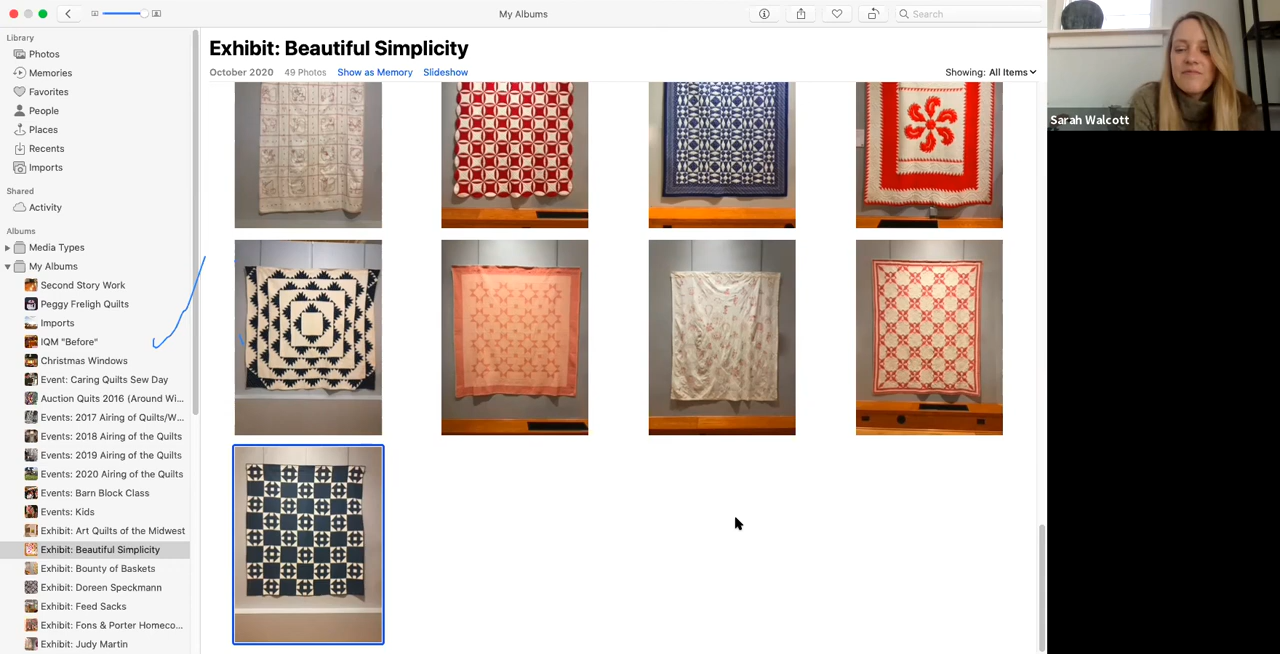 My Albums
Search
Library
Photos
Memories
Favorites
People
Places
Recents
Imports
Shared
Activity
Albums
Media Types
My Albums
Second Story Work
Peggy Freligh Quilts
Imports
IQM "Before"
Christmas Windows
Event: Caring Quilts Sew Day
Auction Quits 2016 (Around Wi...
Events: 2017 Airing of Quilts/W...
Events: 2018 Airing of the Quilts
Events: 2019 Airing of the Quilts
Events: 2020 Airing of the Quilts
Events: Barn Block Class
Events: Kids
Exhibit: Art Quilts of the Midwest
Exhibit: Beautiful Simplicity
Exhibit: Bounty of Baskets
Exhibit: Doreen Speckmann
Exhibit: Feed Sacks
Exhibit: Fons & Porter Homeco...
Exhibit: Judy Martin
Exhibit: Beautiful Simplicity
October 2020 49 Photos Show as Memory Slideshow
Showing: All Items
Sarah Walcott